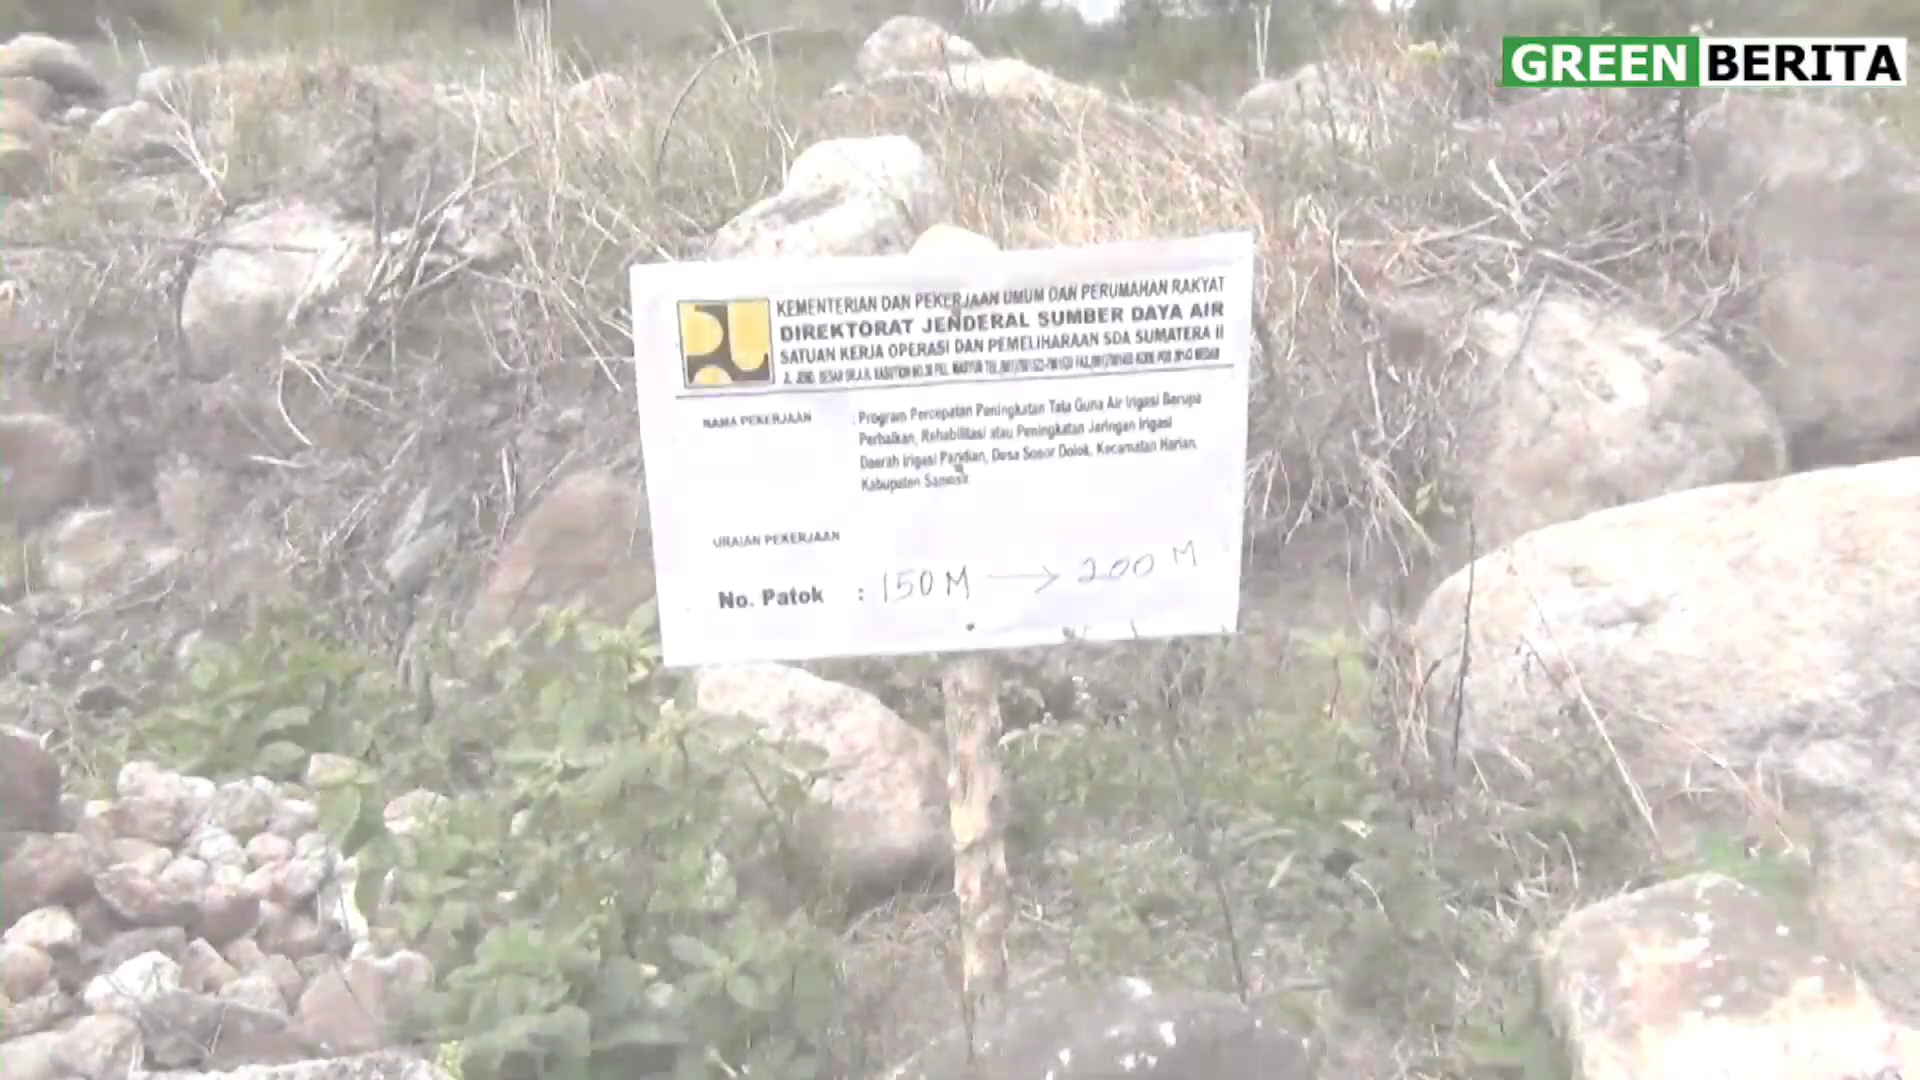 GREEN BERITA
KEMENTERIAN DAN PEKERJAAN UMUM DAN PERUMAHAN RAKYAT
DIREKTORAT JENDERAL SUMBER DAYA AIR
SATUAN KERJA OPERASI DAN PEMELIHARAAN SDA SUMATERA II
NAMA PEKERJAAN : Program Percepatan Peningkatan Tata Guna Air Irigasi Berupa
Perbaikan, Rehabilitasi atau Peningkatan Jaringan Irigasi
Daerah Irigasi Paridian, Desa Sosor Dolok, Kecamatan Harian,
Kabupaten Samosir
URAIAN PEKERJAAN
No. Patok : 150 M → 200 M